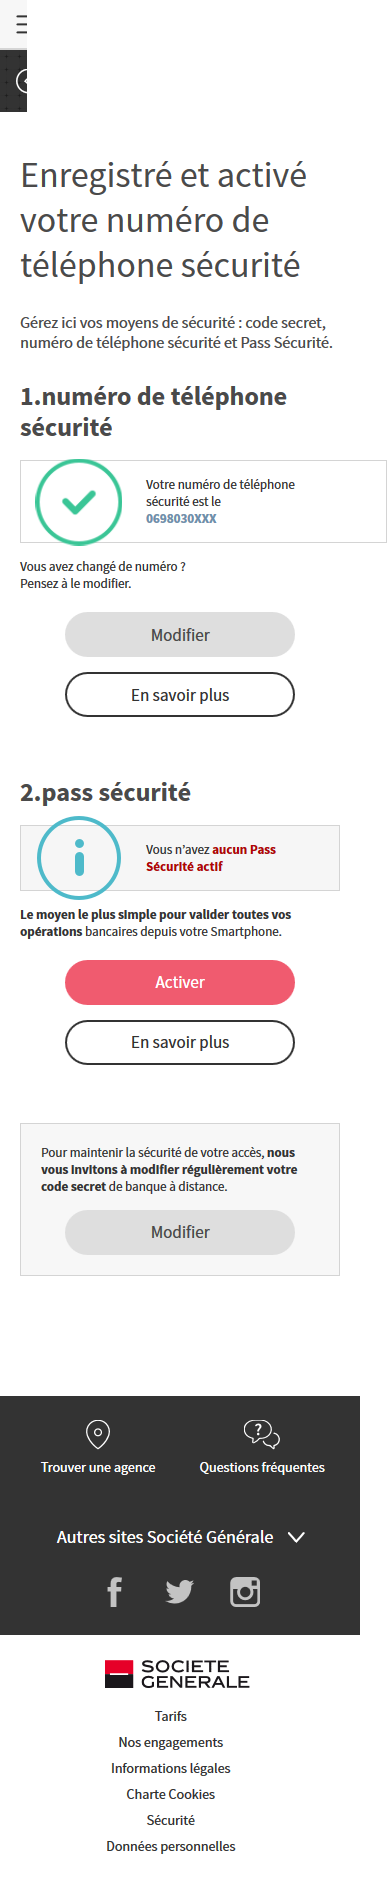 Enregistré et activé
votre numéro de
téléphone sécurité
Gérez ici vos moyens de sécurité : code secret,
numéro de téléphone sécurité et Pass Sécurité.
1.numéro de téléphone
sécurité
Votre numéro de téléphone
sécurité est le
0698030XXX
Vous avez changé de numéro ?
Pensez à le modifier.
Modifier
En savoir plus
2.pass sécurité
Vous n’avez aucun Pass
Sécurité actif
Le moyen le plus simple pour valider toutes vos
opérations bancaires depuis votre Smartphone.
Activer
En savoir plus
Pour maintenir la sécurité de votre accès, nous
vous invitons à modifier régulièrement votre
code secret de banque à distance.
Modifier
Trouver une agence
Questions fréquentes
Autres sites Société Générale
SOCIETE
GENERALE
Tarifs
Nos engagements
Informations légales
Charte Cookies
Sécurité
Données personnelles